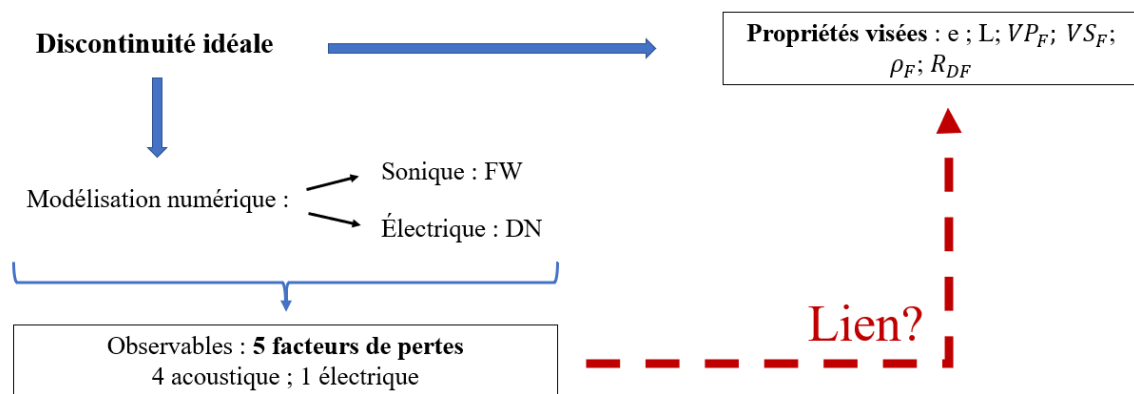 Discontinuité idéale
Propriétés visées : e ; L; VP_F; VS_F;
ρ_F; R_DF
Modélisation numérique :
Sonique : FW
Électrique : DN
Observables : 5 facteurs de pertes
4 acoustique ; 1 électrique
Lien?